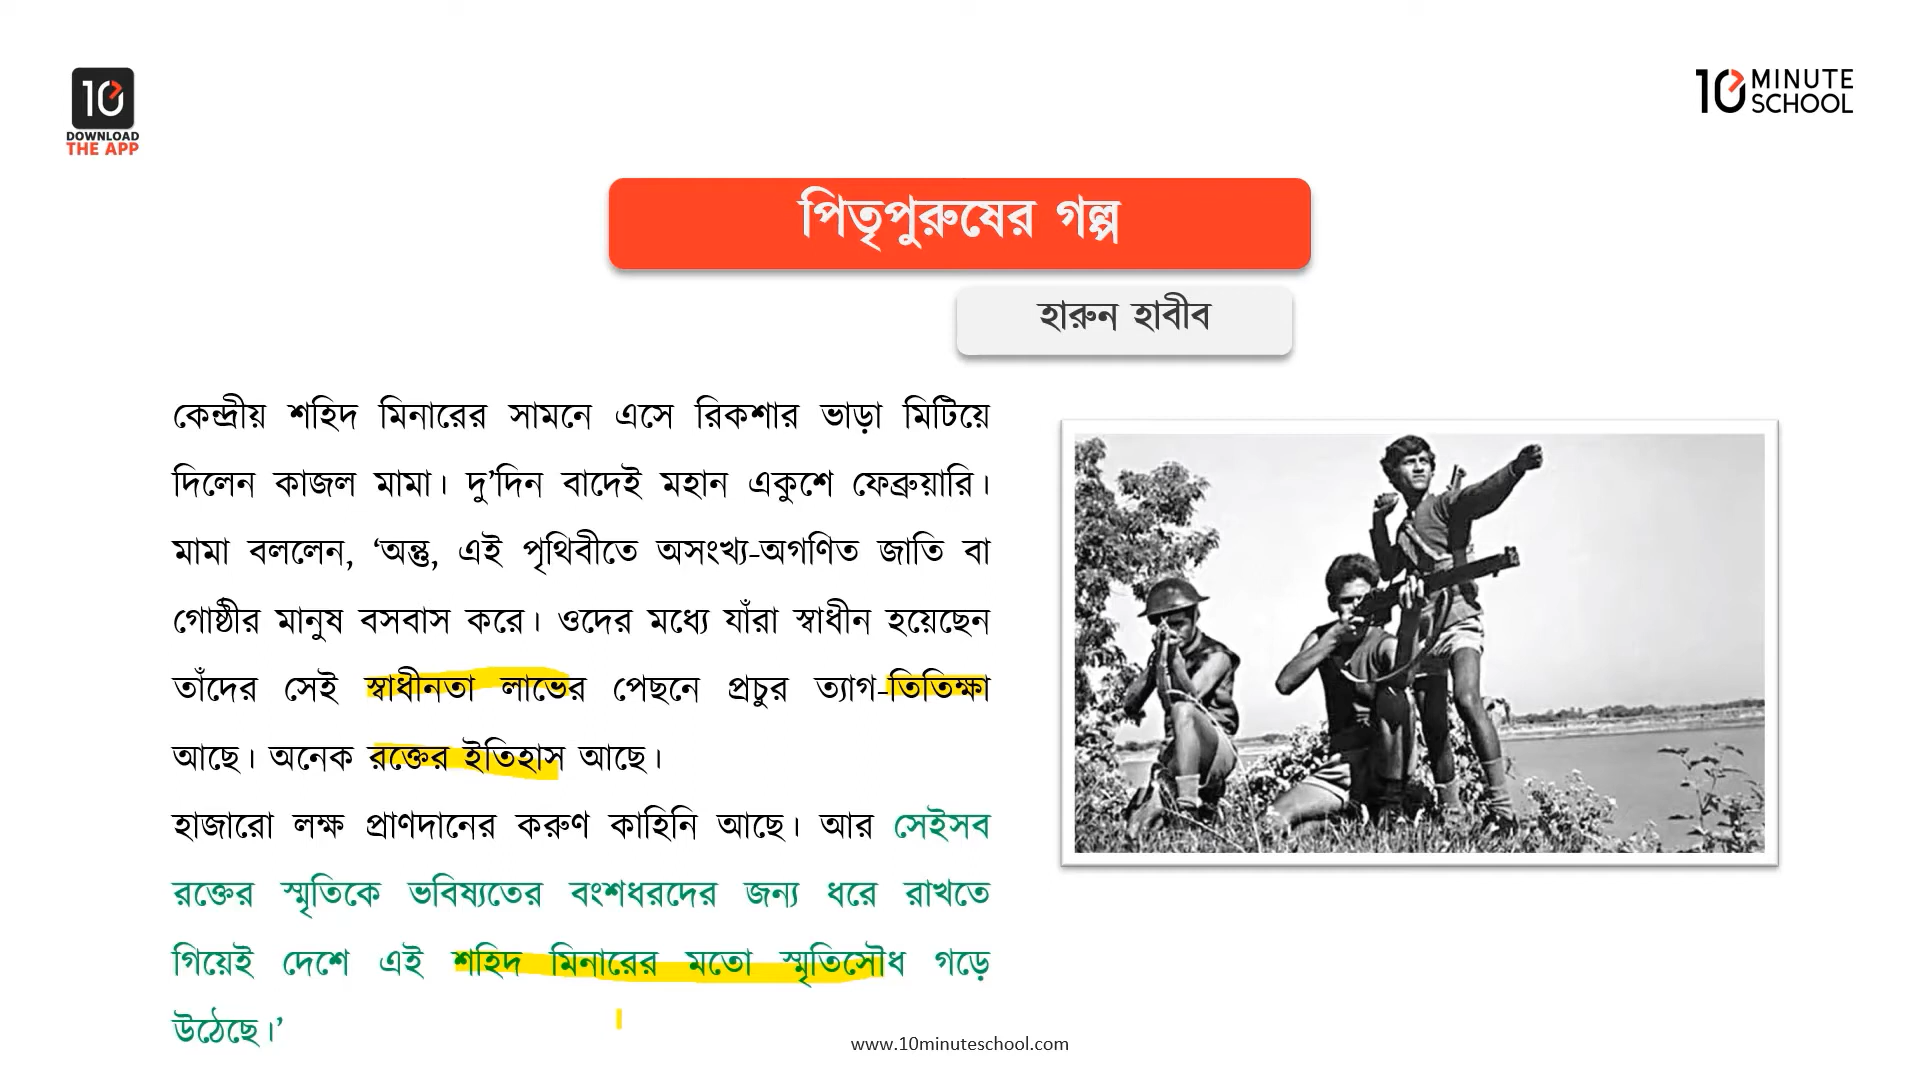 10
DOWNLOAD
THE APP
10 MINUTE
SCHOOL
পিতৃপুরুষের গল্প
হারুন হাবীব
কেন্দ্রীয় শহিদ মিনারের সামনে এসে রিকশার ভাড়া মিটিয়ে
দিলেন কাজল মামা। দু’দিন বাদেই মহান একুশে ফেব্রুয়ারি।
মামা বললেন, ‘অন্তু, এই পৃথিবীতে অসংখ্য-অগণিত জাতি বা
গোষ্ঠীর মানুষ বসবাস করে। ওদের মধ্যে যাঁরা স্বাধীন হয়েছেন
তাঁদের সেই স্বাধীনতা লাভের পেছনে প্রচুর ত্যাগ-তিতিক্ষা
আছে। অনেক রক্তের ইতিহাস আছে।
হাজারো লক্ষ প্রাণদানের করুণ কাহিনি আছে। আর সেইসব
রক্তের স্মৃতিকে ভবিষ্যতের বংশধরদের জন্য ধরে রাখতে
গিয়েই দেশে এই শহিদ মিনারের মতো স্মৃতিসৌধ গড়ে
উঠেছে।’
www.10minuteschool.com